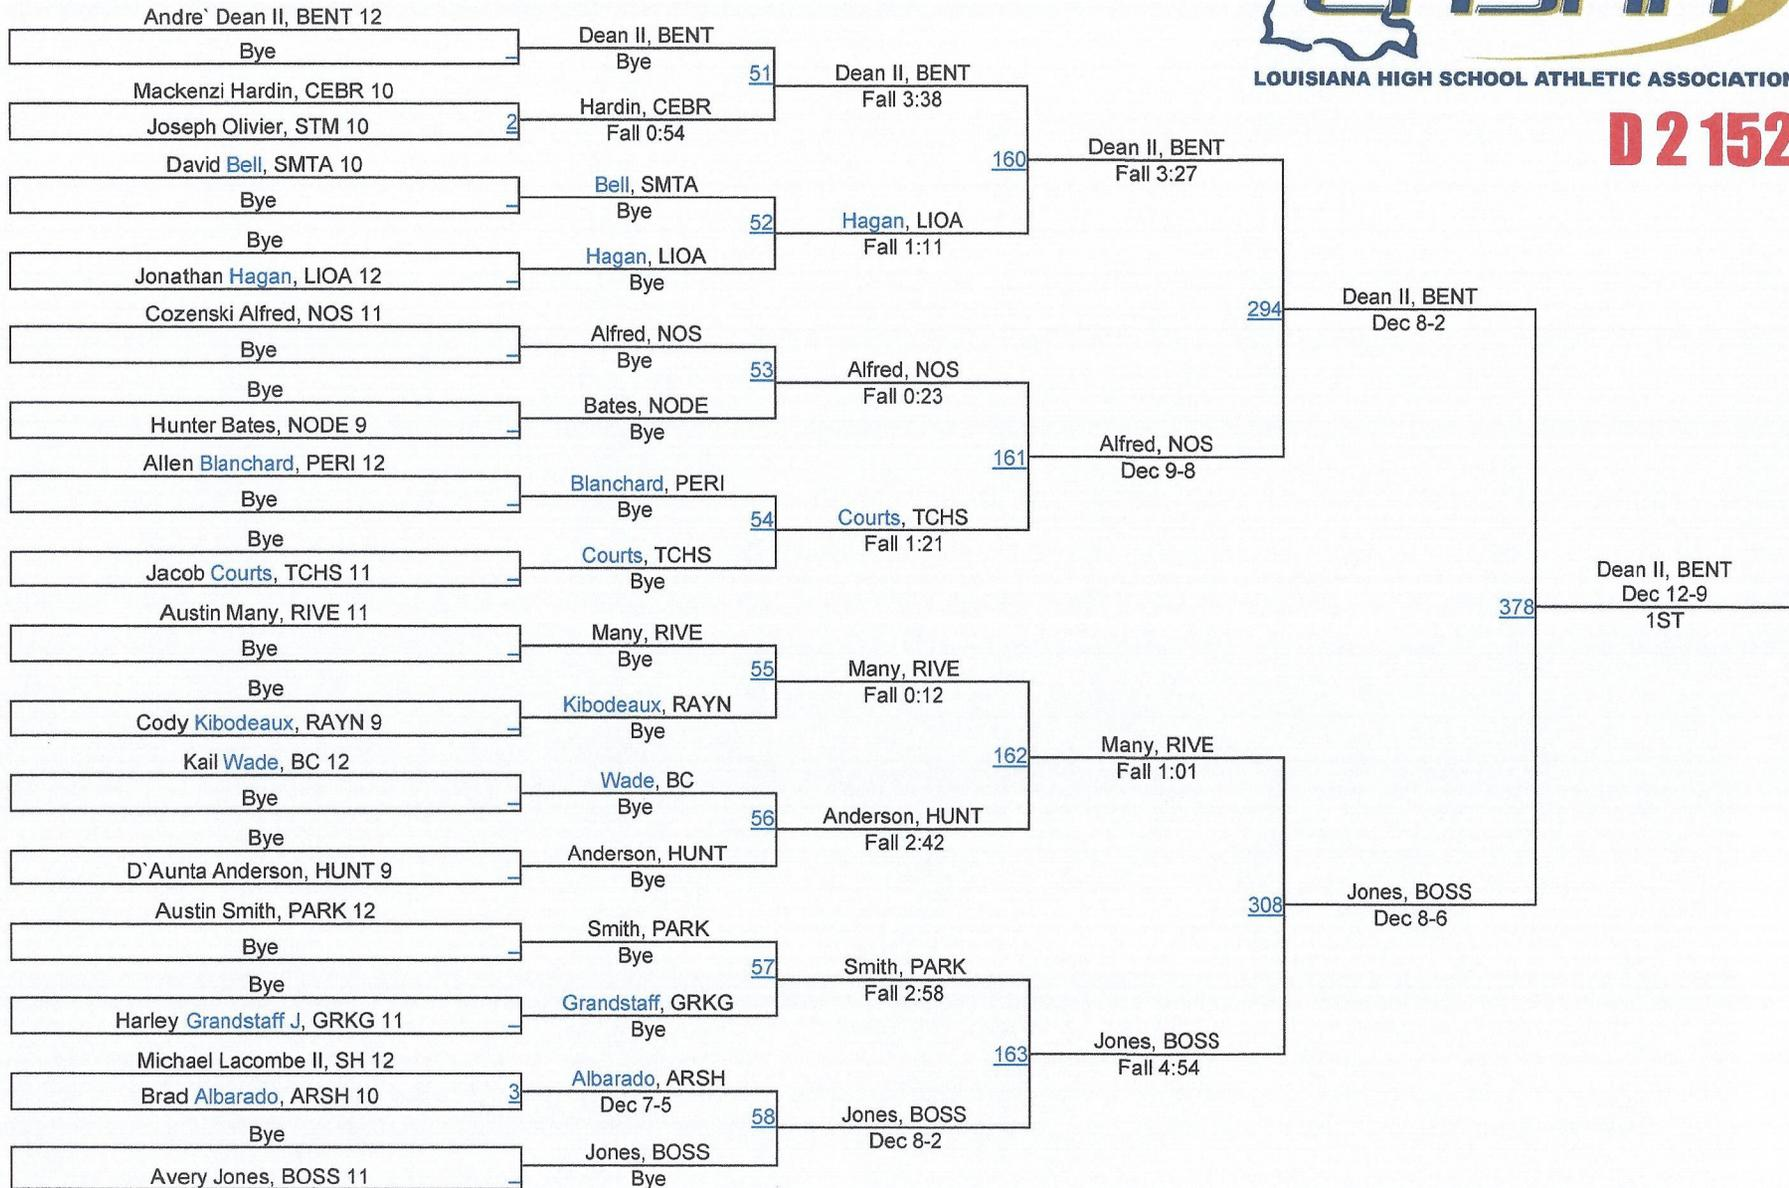 LOUISIANA HIGH SCHOOL ATHLETIC ASSOCIATION
D 2 152
Andre` Dean II, BENT 12
Bye
Mackenzi Hardin, CEBR 10
Joseph Olivier, STM 10
2
David Bell, SMTA 10
Bye
Bye
Jonathan Hagan, LIOA 12
Cozenski Alfred, NOS 11
Bye
Bye
Hunter Bates, NODE 9
Allen Blanchard, PERI 12
Bye
Bye
Jacob Courts, TCHS 11
Austin Many, RIVE 11
Bye
Bye
Cody Kibodeaux, RAYN 9
Kail Wade, BC 12
Bye
Bye
D`Aunta Anderson, HUNT 9
Austin Smith, PARK 12
Bye
Bye
Harley Grandstaff J, GRKG 11
Michael Lacombe II, SH 12
Brad Albarado, ARSH 10
3
Bye
Avery Jones, BOSS 11
Dean II, BENT
Bye
51
Hardin, CEBR
Fall 0:54
Bell, SMTA
Bye
52
Hagan, LIOA
Bye
Alfred, NOS
Bye
53
Bates, NODE
Bye
Blanchard, PERI
Bye
54
Courts, TCHS
Bye
Many, RIVE
Bye
55
Kibodeaux, RAYN
Bye
Wade, BC
Bye
56
Anderson, HUNT
Bye
Smith, PARK
Bye
57
Grandstaff, GRKG
Bye
Albarado, ARSH
Dec 7-5
58
Jones, BOSS
Bye
Dean II, BENT
Fall 3:38
160
Hagan, LIOA
Fall 1:11
Alfred, NOS
Fall 0:23
161
Courts, TCHS
Fall 1:21
Many, RIVE
Fall 0:12
162
Anderson, HUNT
Fall 2:42
Smith, PARK
Fall 2:58
163
Jones, BOSS
Dec 8-2
Dean II, BENT
Fall 3:27
294
Alfred, NOS
Dec 9-8
Many, RIVE
Fall 1:01
308
Jones, BOSS
Fall 4:54
Dean II, BENT
Dec 8-2
378
Jones, BOSS
Dec 8-6
Dean II, BENT
Dec 12-9
1ST